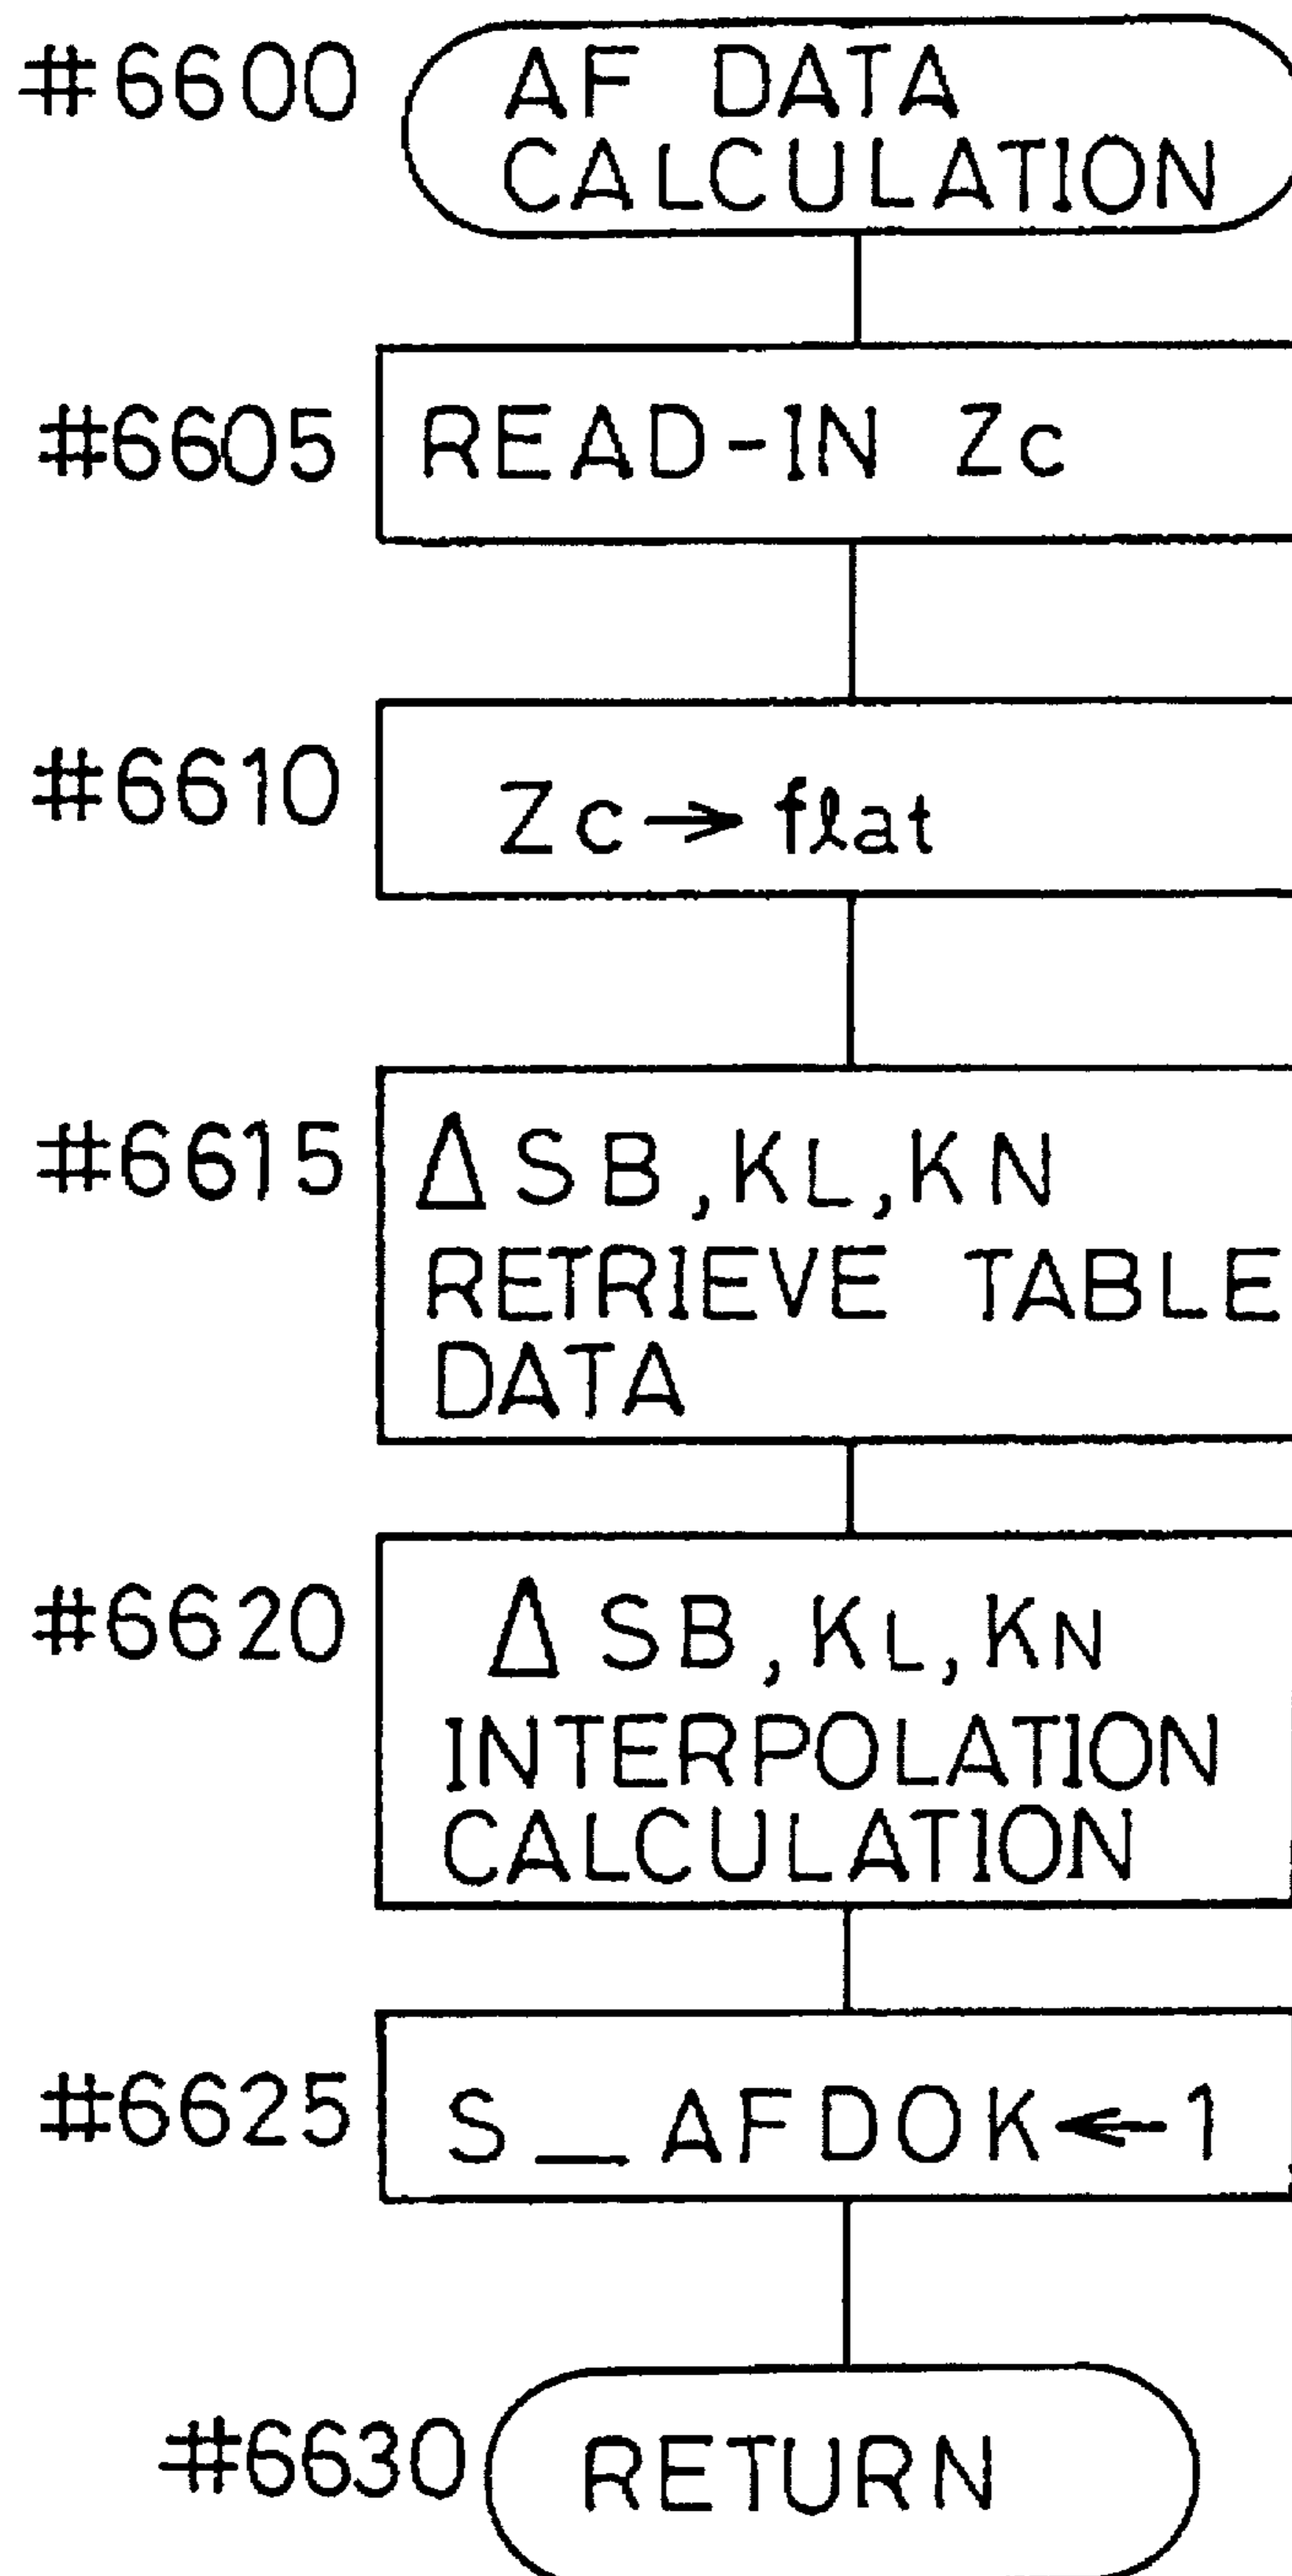 #6600
AF DATA
CALCULATION
#6605
READ-IN Zc
#6610
Zc→flat
#6615
ΔSB,KL,KN
RETRIEVE TABLE
DATA
#6620
ΔSB,KL,KN
INTERPOLATION
CALCULATION
#6625
S_AFDOK←1
#6630
RETURN